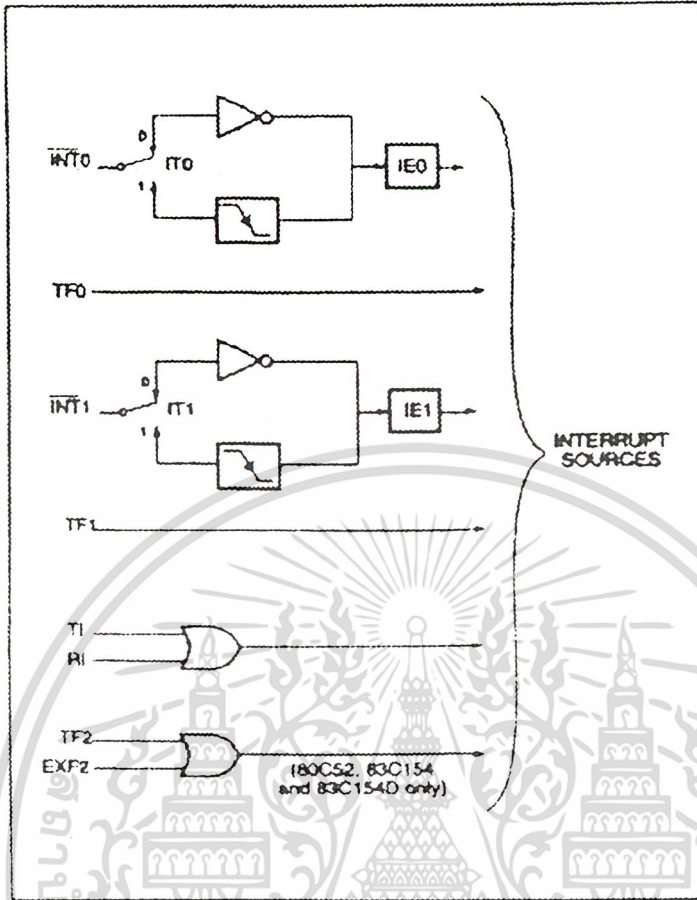 0
INT0
IT0
IE0
1
TF0
0
INT1
IT1
IE1
1
INTERRUPT
SOURCES
TF1
TI
RI
TF2
EXF2
(80C52, 83C154
and 83C154D only)